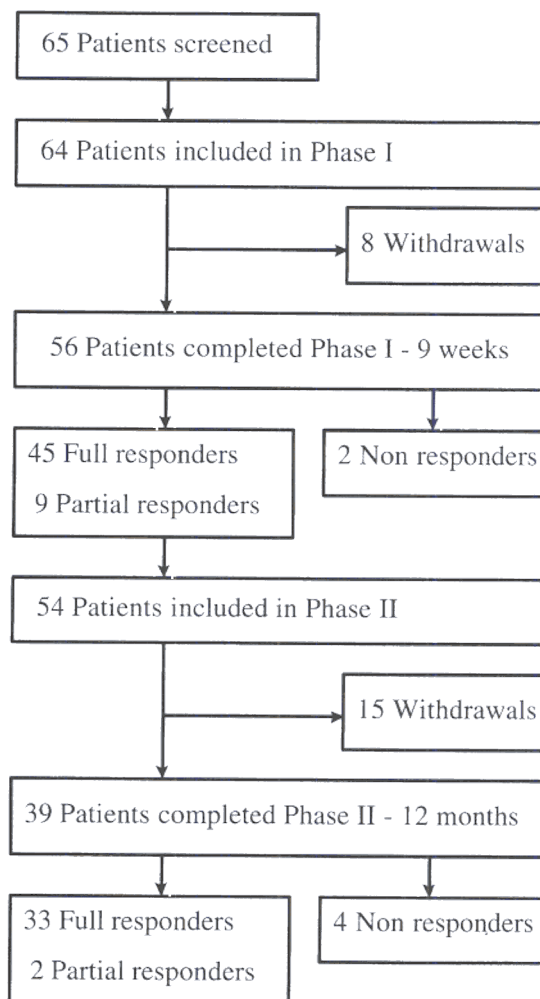 65 Patients screened
64 Patients included in Phase I
8 Withdrawals
56 Patients completed Phase I - 9 weeks
45 Full responders
9 Partial responders
2 Non responders
54 Patients included in Phase II
15 Withdrawals
39 Patients completed Phase II - 12 months
33 Full responders
2 Partial responders
4 Non responders